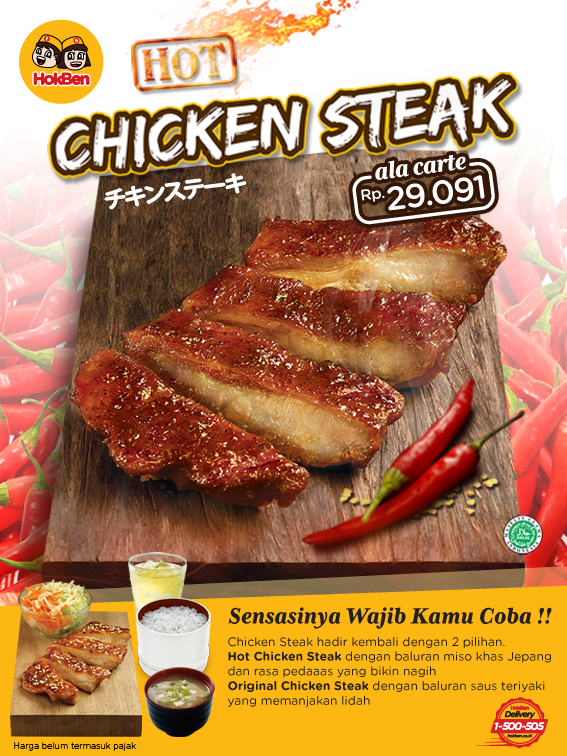 HokBen
HOT
CHICKEN STEAK
チキンステーキ
ala carte
Rp. 29.091
Sensasinya Wajib Kamu Coba !!
Chicken Steak hadir kembali dengan 2 pilihan.
Hot Chicken Steak dengan baluran miso khas Jepang
dan rasa pedaaas yang bikin nagih
Original Chicken Steak dengan baluran saus teriyaki
yang memanjakan lidah
HokBen
Delivery
1-500-505
hokben.co.id
Harga belum termasuk pajak